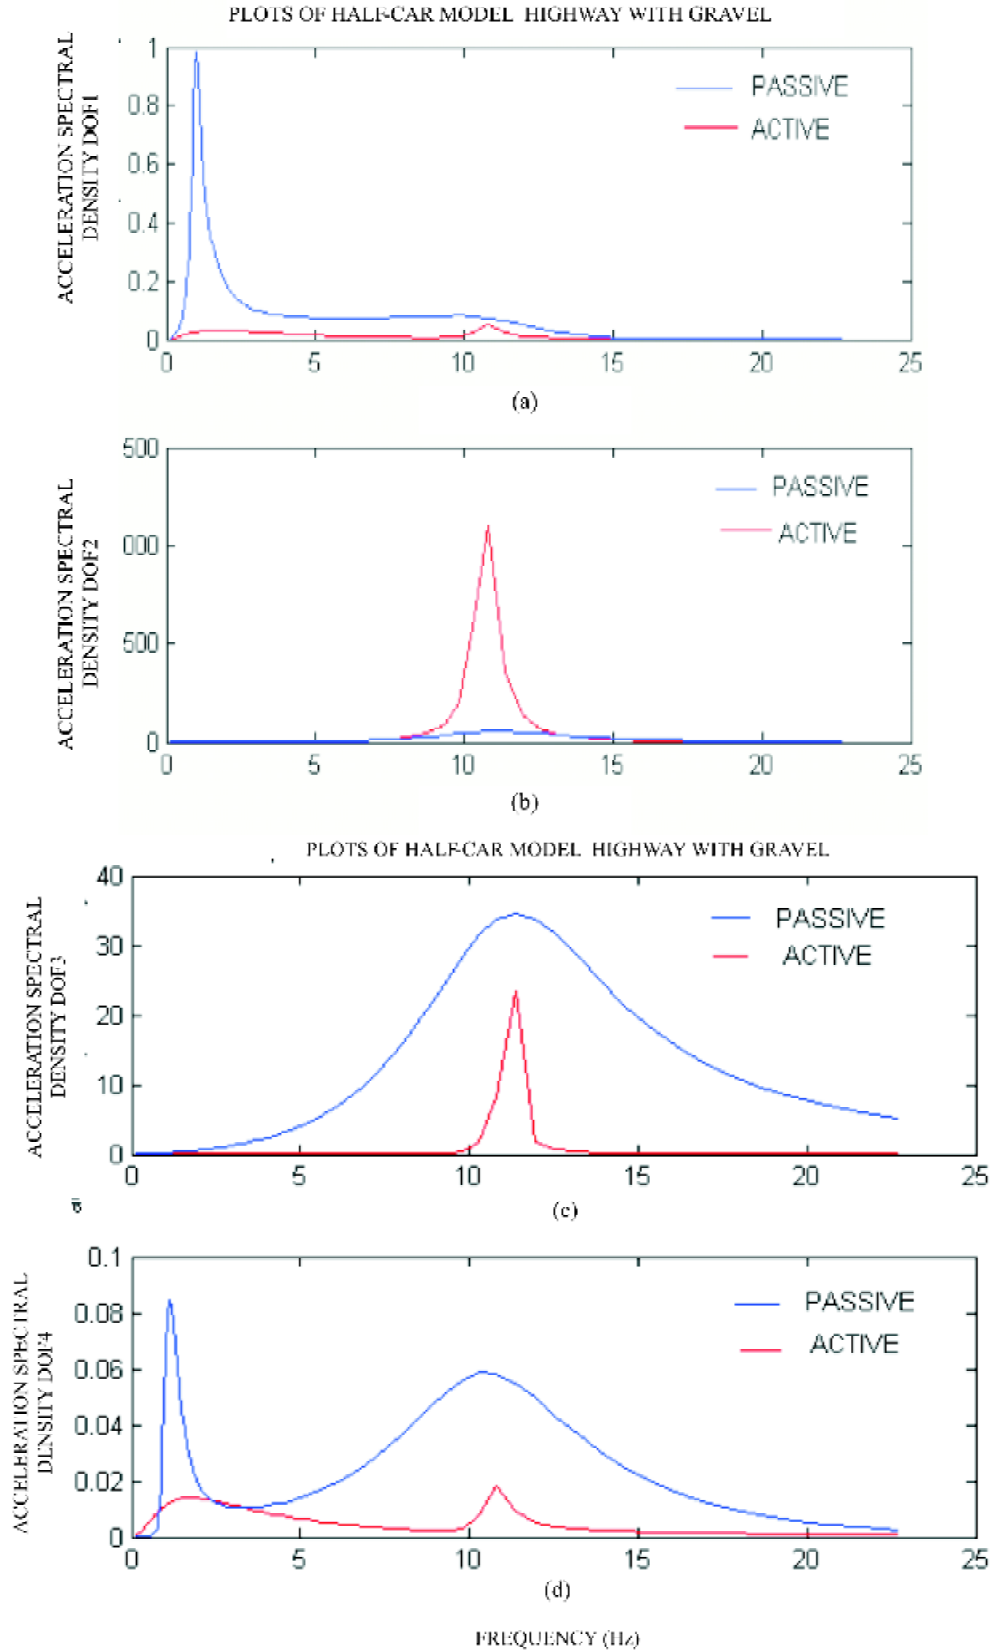 PLOTS OF HALF-CAR MODEL HIGHWAY WITH GRAVEL
ACCELERATION SPECTRAL
DENSITY DOF1
1
0.8
0.6
0.4
0.2
0
PASSIVE
ACTIVE
0 5 10 15 20 25
(a)
ACCELERATION SPECTRAL
DENSITY DOF2
500
000
500
0
PASSIVE
ACTIVE
0 5 10 15 20 25
(b)
PLOTS OF HALF-CAR MODEL HIGHWAY WITH GRAVEL
ACCELERATION SPECTRAL
DENSITY DOF3
40
30
20
10
0
PASSIVE
ACTIVE
0 5 10 15 20 25
(c)
ACCELERATION SPECTRAL
DENSITY DOF4
0.1
0.08
0.06
0.04
0.02
0
PASSIVE
ACTIVE
0 5 10 15 20 25
(d)
FREQUENCY (Hz)